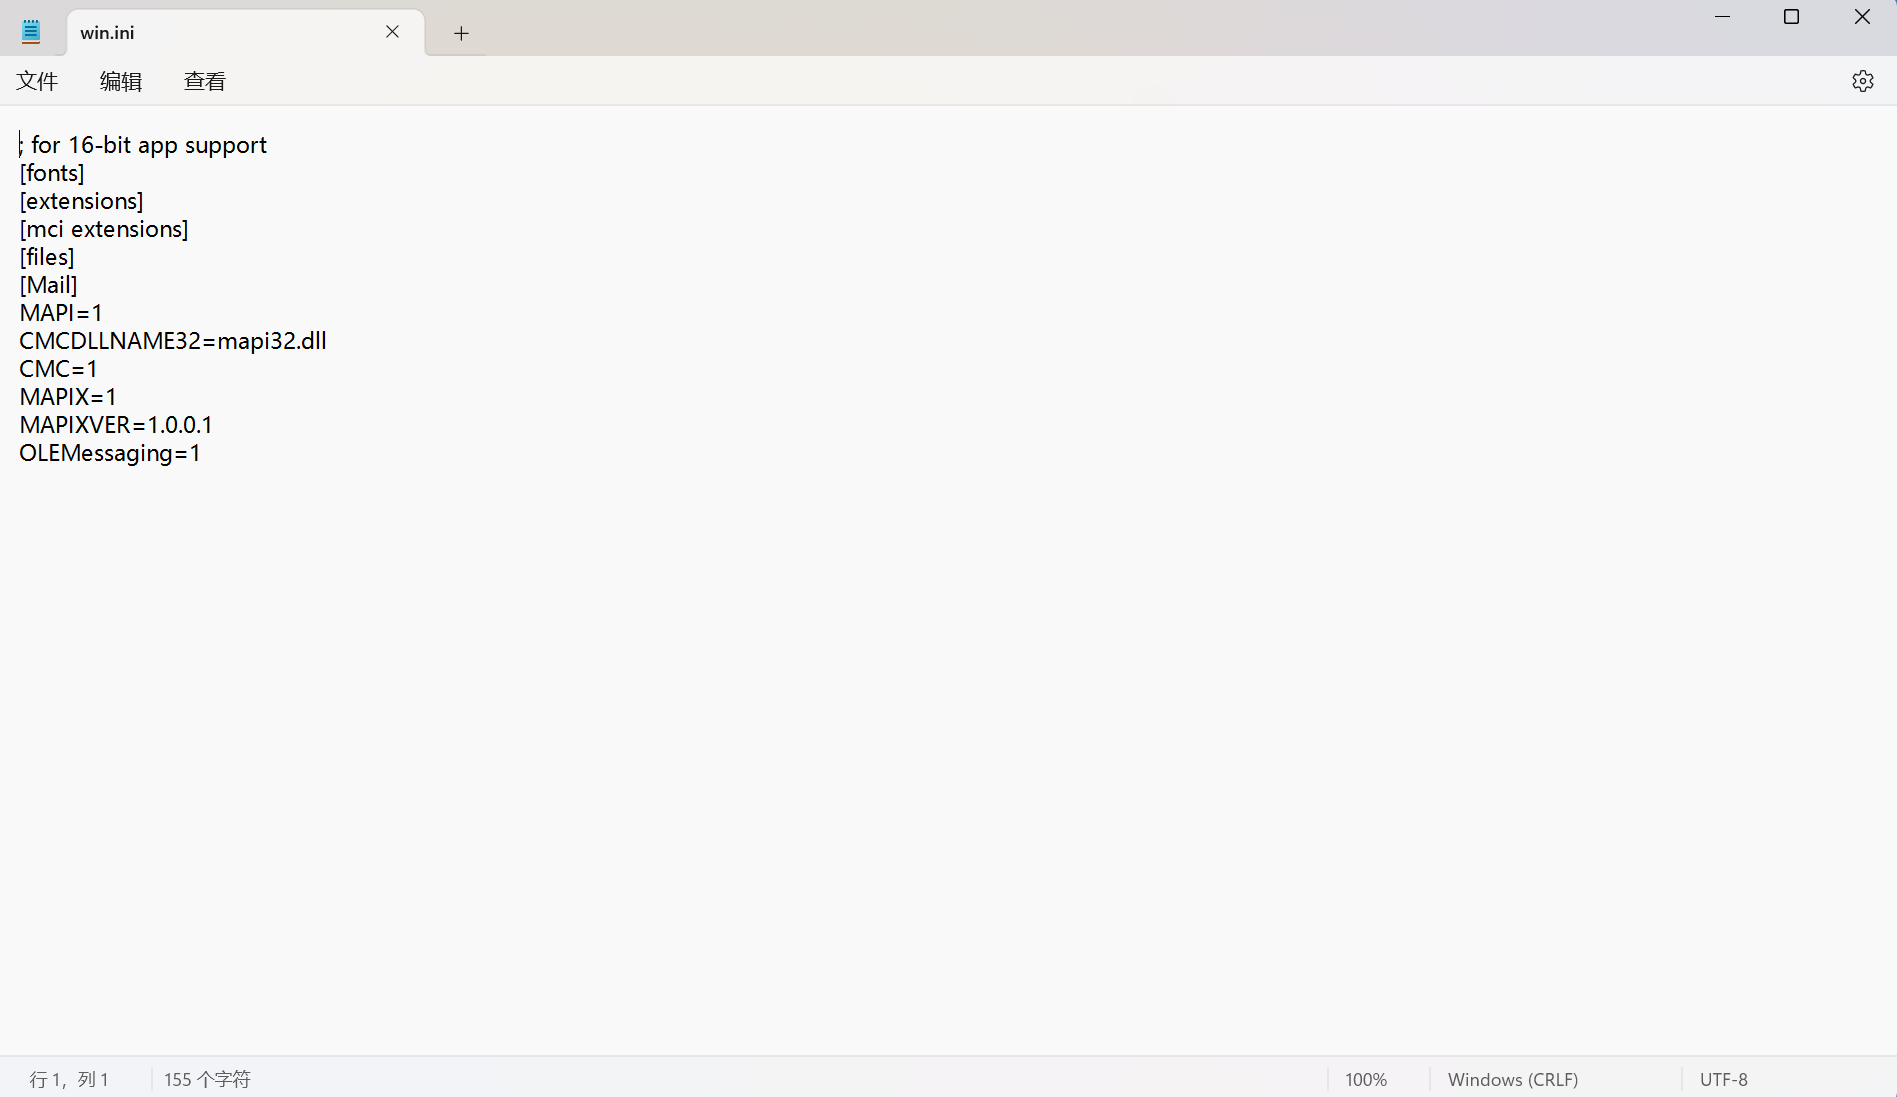 win.ini
文件 编辑 查看
; for 16-bit app support
[fonts]
[extensions]
[mci extensions]
[files]
[Mail]
MAPI=1
CMCDLLNAME32=mapi32.dll
CMC=1
MAPIX=1
MAPIXVER=1.0.0.1
OLEMessaging=1
行 1，列 1 155 个字符 100% Windows (CRLF) UTF-8